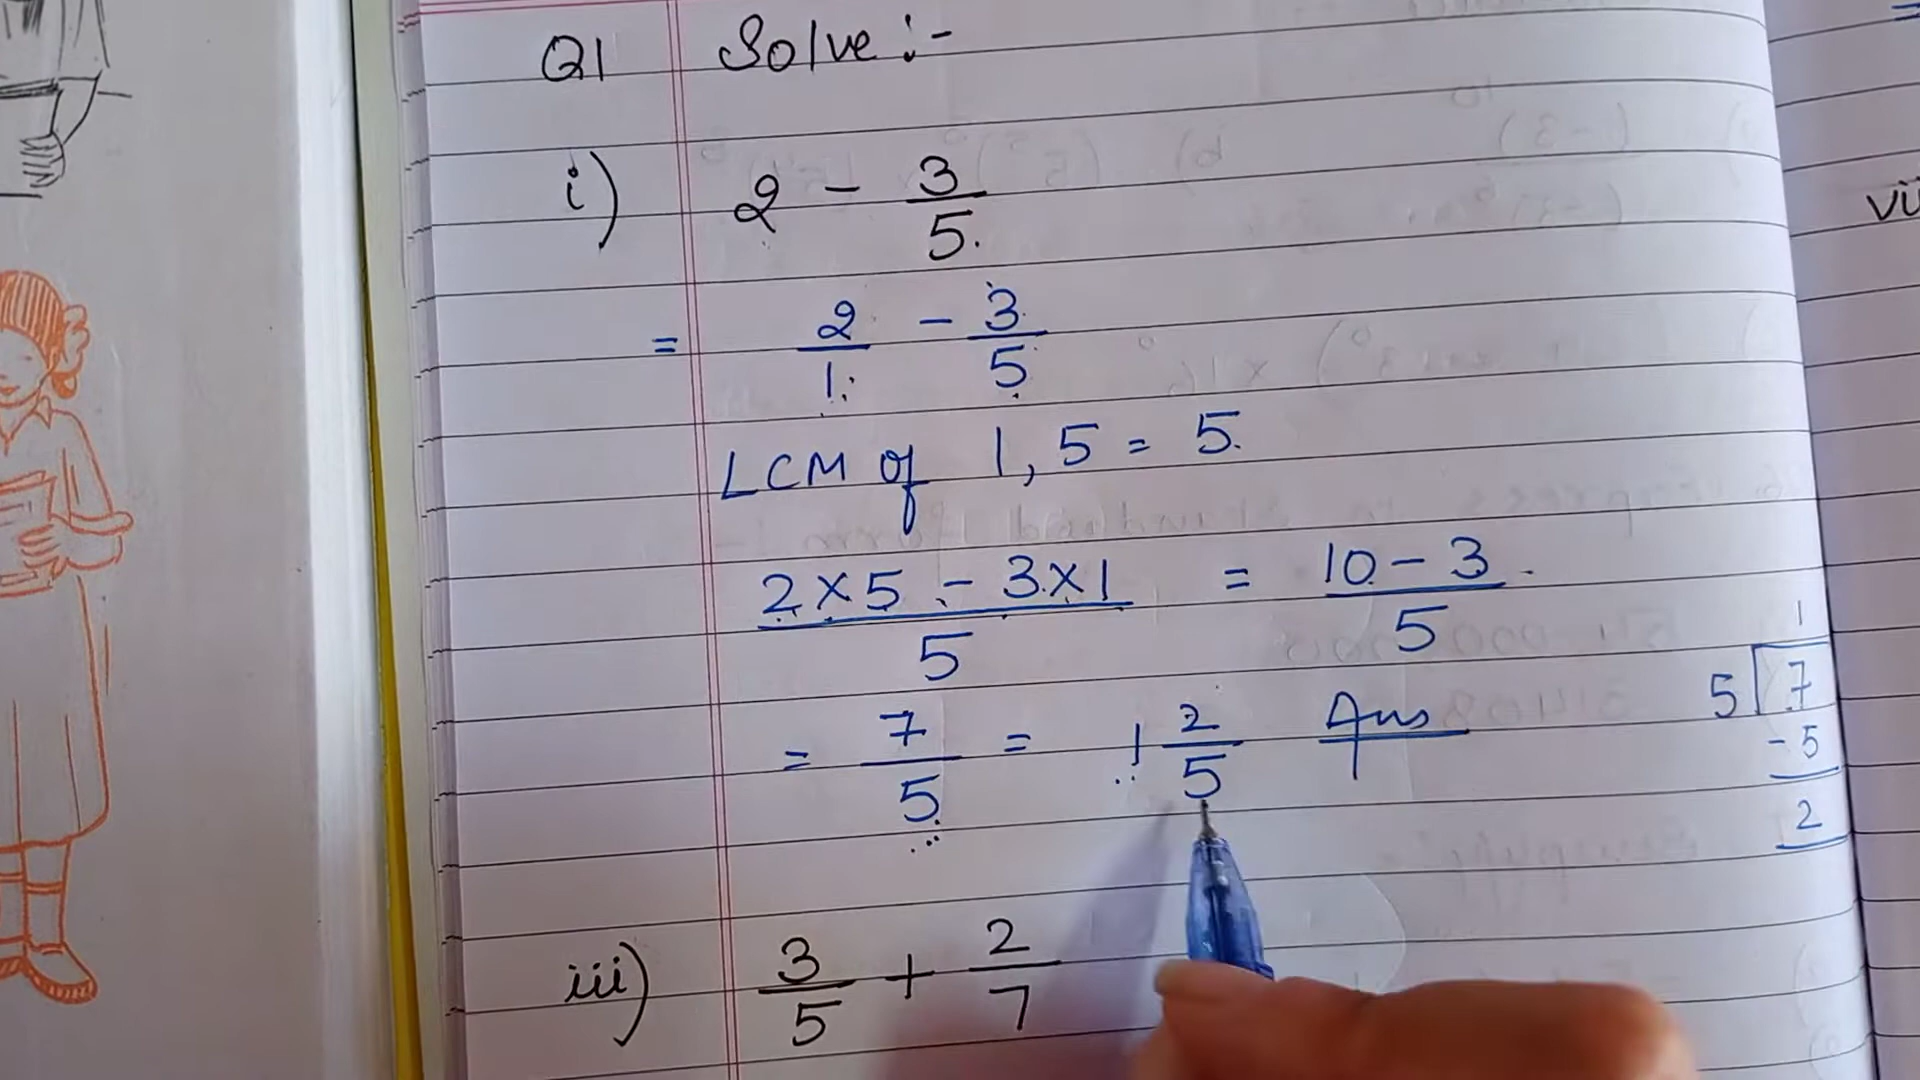 Q1 Solve :-
i) 2 - 3/5
= 2/1 - 3/5
LCM of 1, 5 = 5
(2 x 5 - 3 x 1)/5 = (10 - 3)/5
= 7/5 = 1 2/5 Ans
1
5 7
- 5
2
iii) 3/5 + 2/7